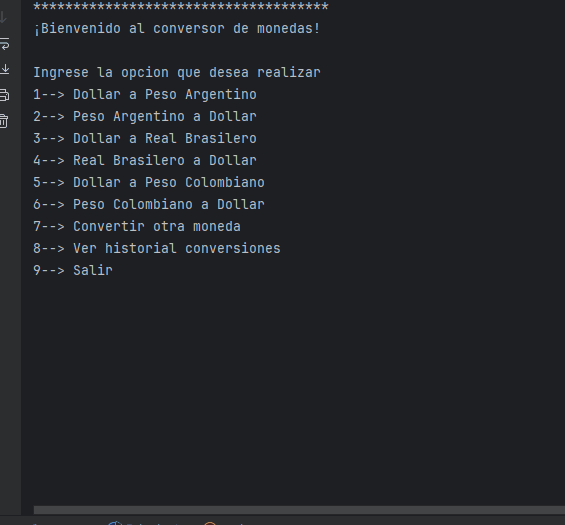 *************************************
¡Bienvenido al conversor de monedas!
Ingrese la opcion que desea realizar
1--> Dollar a Peso Argentino
2--> Peso Argentino a Dollar
3--> Dollar a Real Brasilero
4--> Real Brasilero a Dollar
5--> Dollar a Peso Colombiano
6--> Peso Colombiano a Dollar
7--> Convertir otra moneda
8--> Ver historial conversiones
9--> Salir